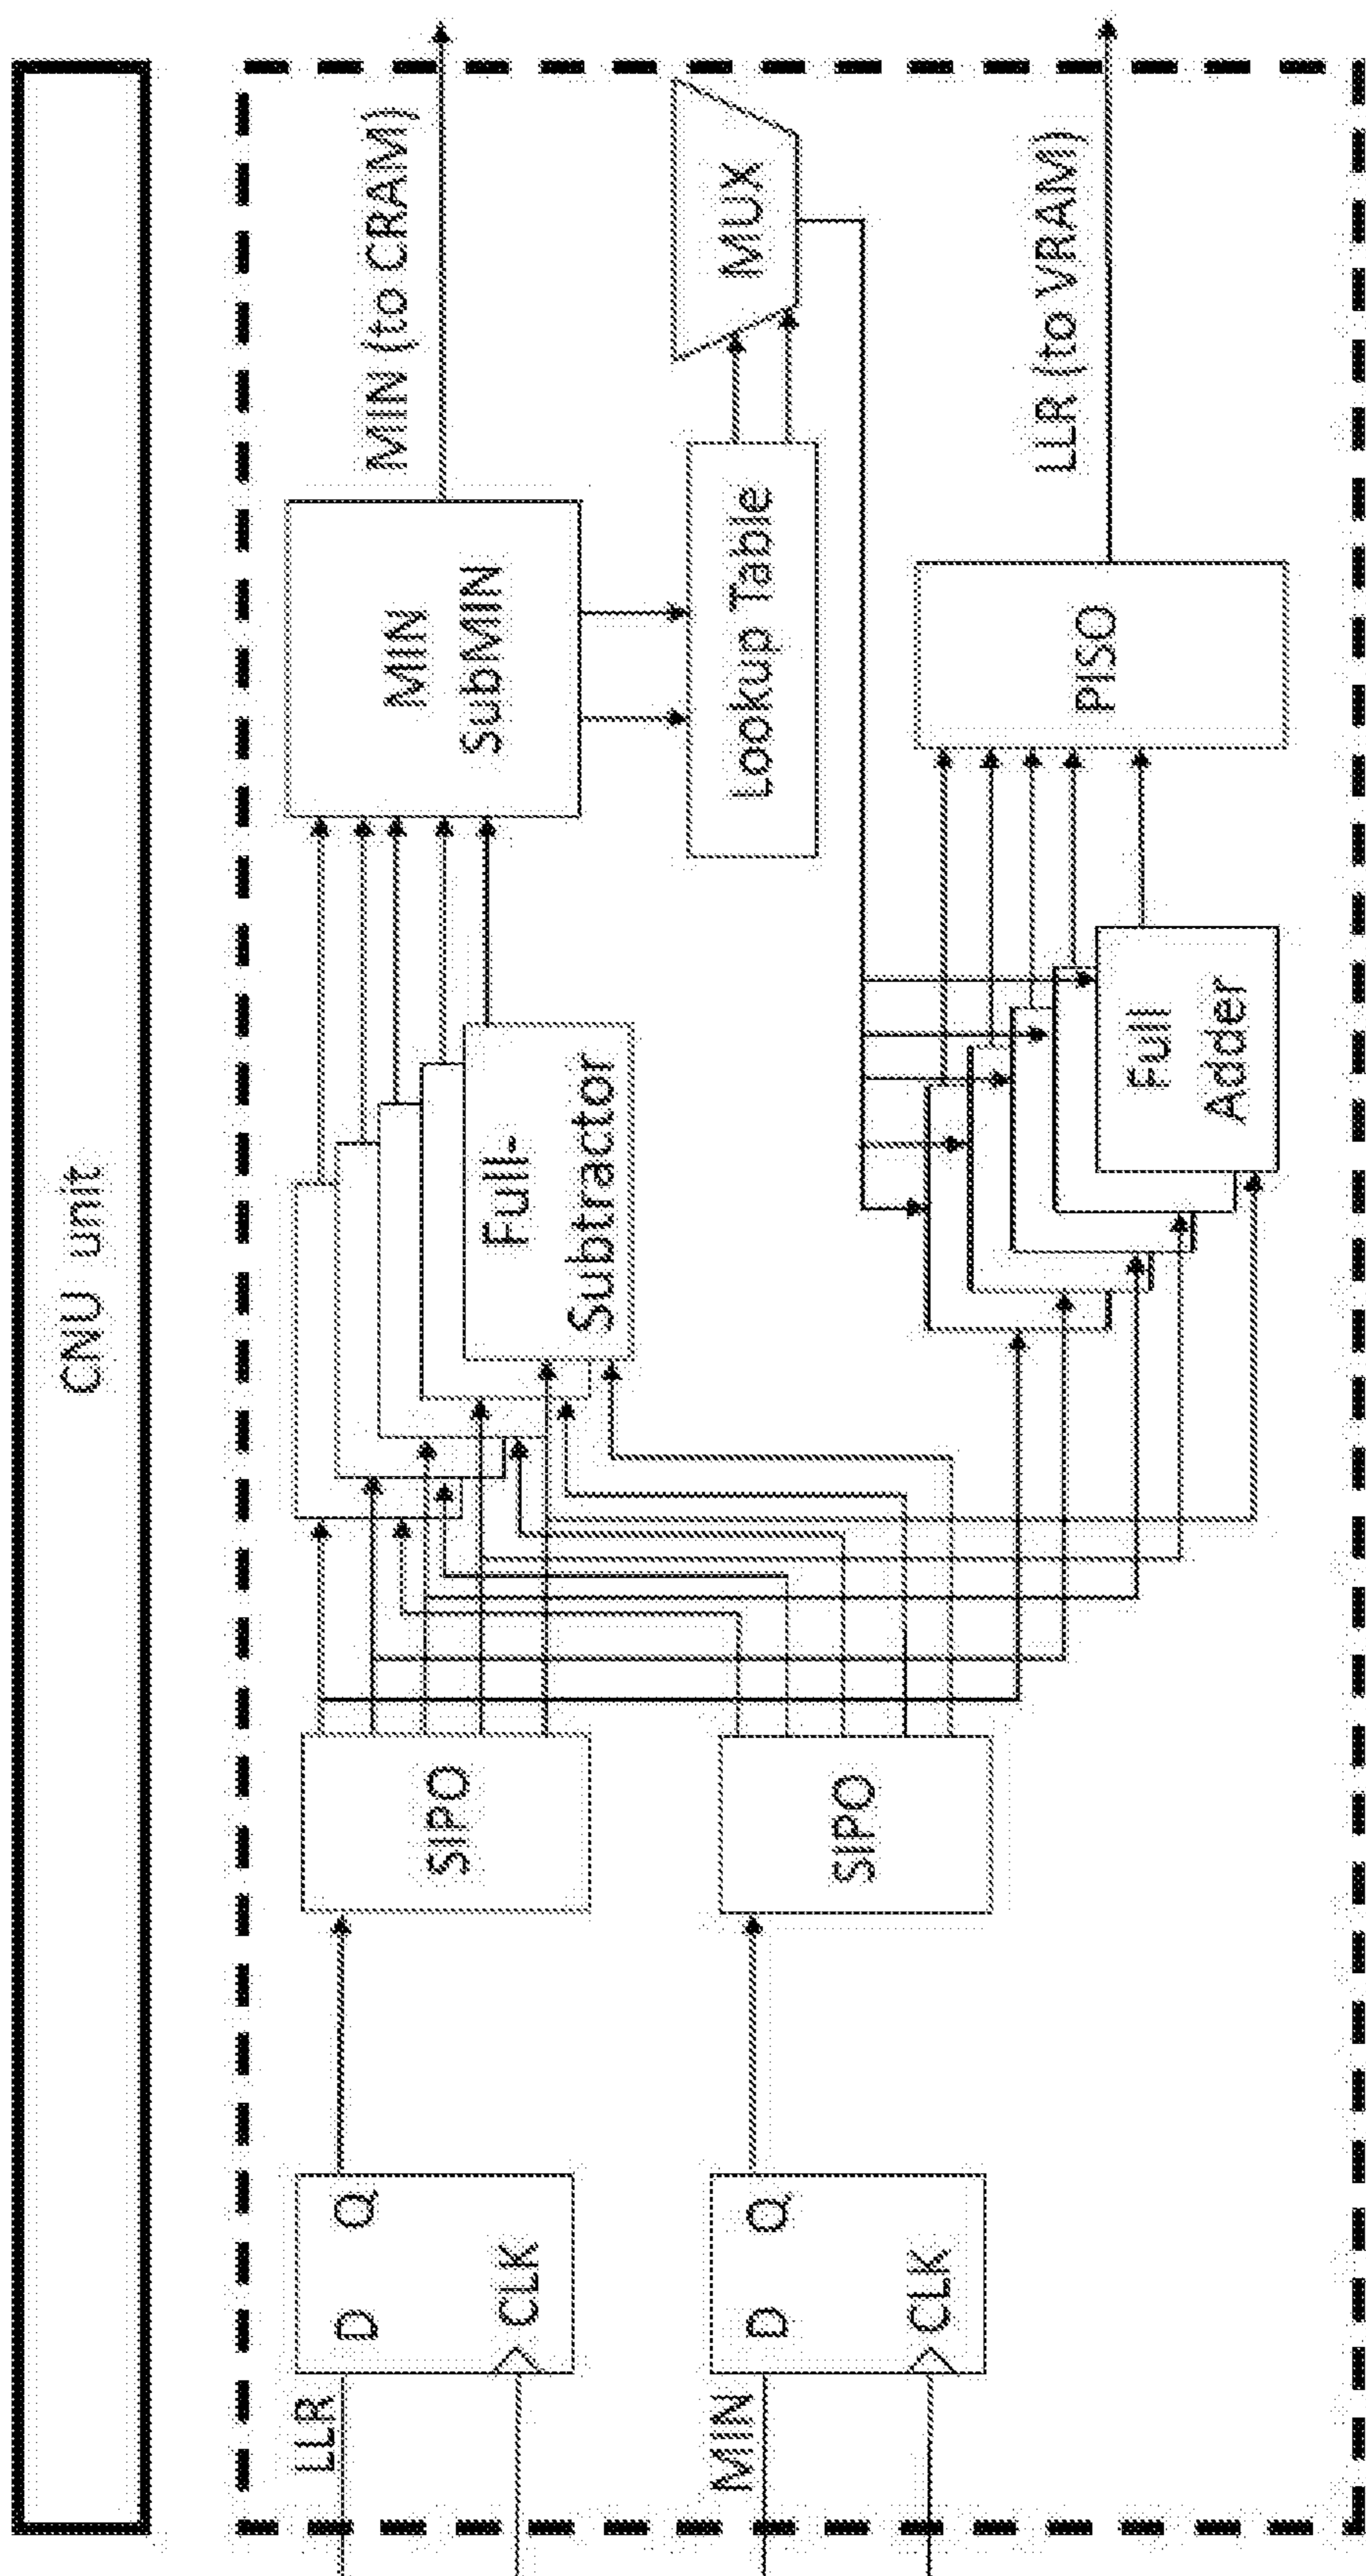 CNU unit
LLR
D Q
CLK
SIPO
Full-
Subtractor
MIN
SubMIN
MIN (to CRAM)
MIN
D Q
CLK
SIPO
Lookup Table
MUX
Full
Adder
PISO
LLR (to VRAM)